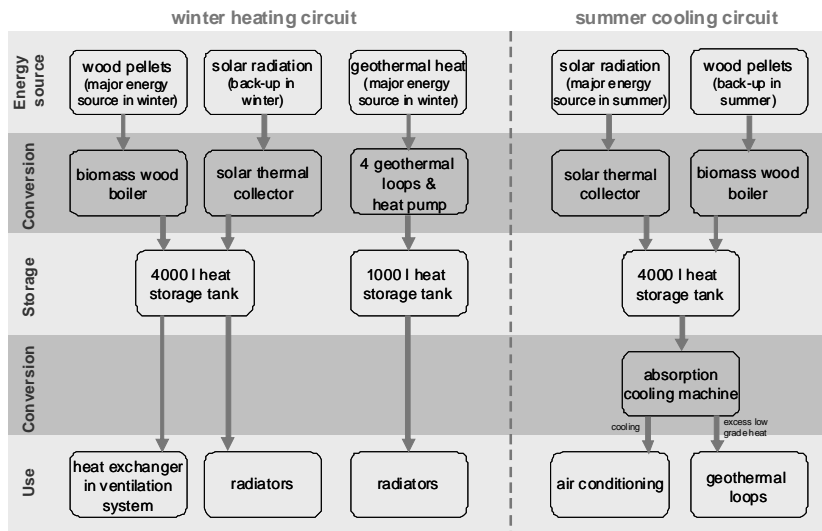 winter heating circuit
summer cooling circuit
Energy
source
wood pellets
(major energy
source in winter)
solar radiation
(back-up in
winter)
geothermal heat
(major energy
source in winter)
solar radiation
(major energy
source in summer)
wood pellets
(back-up in
summer)
Conversion
biomass wood
boiler
solar thermal
collector
4 geothermal
loops &
heat pump
solar thermal
collector
biomass wood
boiler
Storage
4000 l heat
storage tank
1000 l heat
storage tank
4000 l heat
storage tank
Conversion
absorption
cooling machine
cooling
excess low
grade heat
Use
heat exchanger
in ventilation
system
radiators
radiators
air conditioning
geothermal
loops